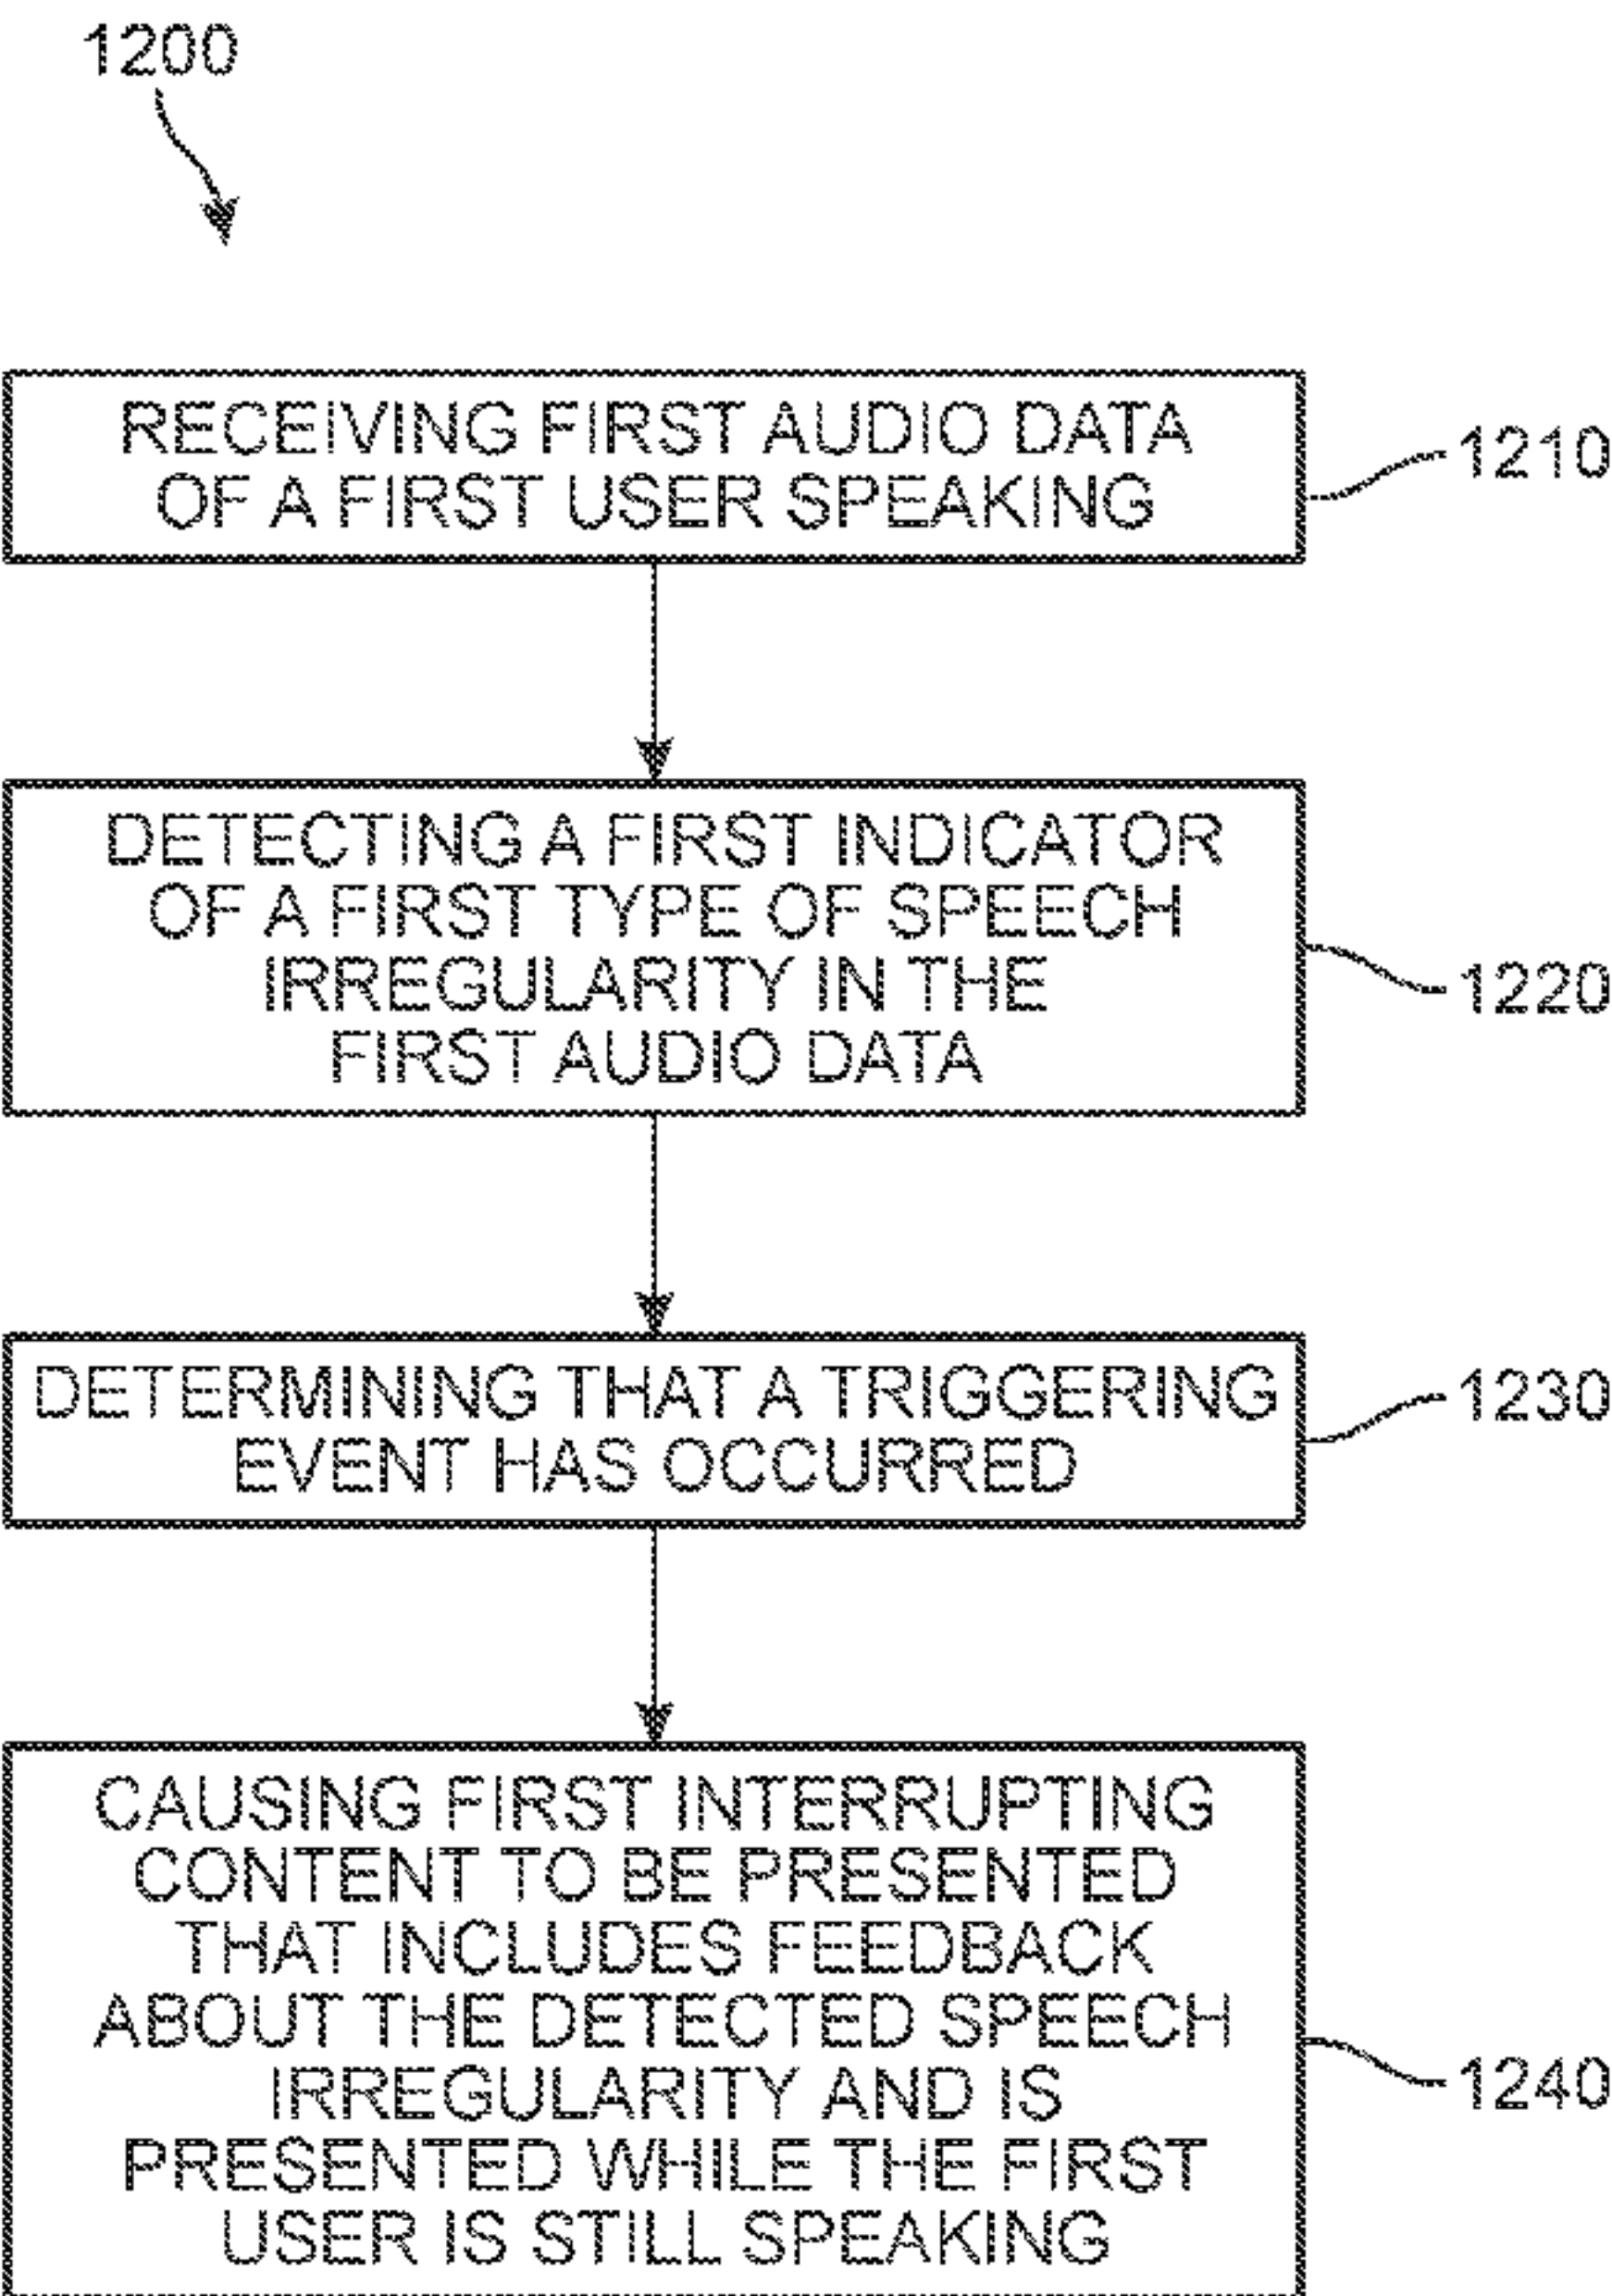 1200
RECEIVING FIRST AUDIO DATA
OF A FIRST USER SPEAKING
1210
DETECTING A FIRST INDICATOR
OF A FIRST TYPE OF SPEECH
IRREGULARITY IN THE
FIRST AUDIO DATA
1220
DETERMINING THAT A TRIGGERING
EVENT HAS OCCURRED
1230
CAUSING FIRST INTERRUPTING
CONTENT TO BE PRESENTED
THAT INCLUDES FEEDBACK
ABOUT THE DETECTED SPEECH
IRREGULARITY AND IS
PRESENTED WHILE THE FIRST
USER IS STILL SPEAKING
1240